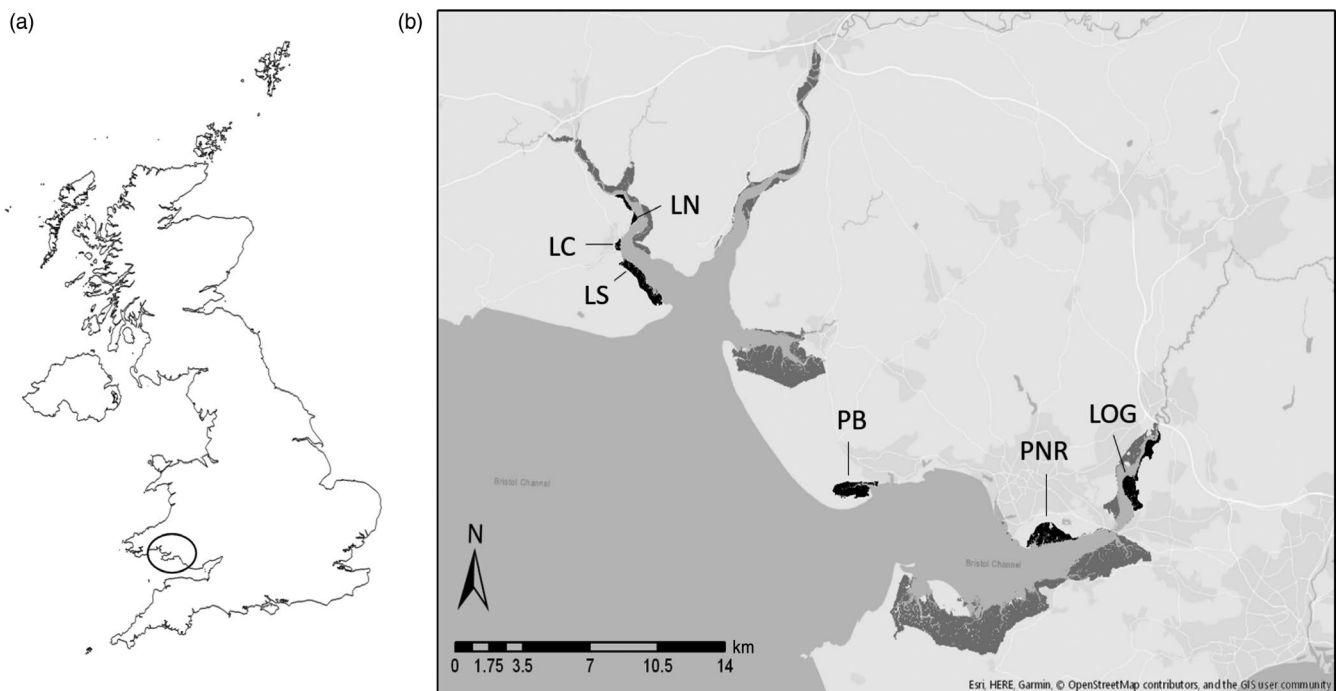 (a)
(b)
LN
LC
LS
PB
LOG
PNR
Bristol Channel
Bristol Channel
N
km
0 1.75 3.5 7 10.5 14
Esri, HERE, Garmin, © OpenStreetMap contributors, and the GIS user community